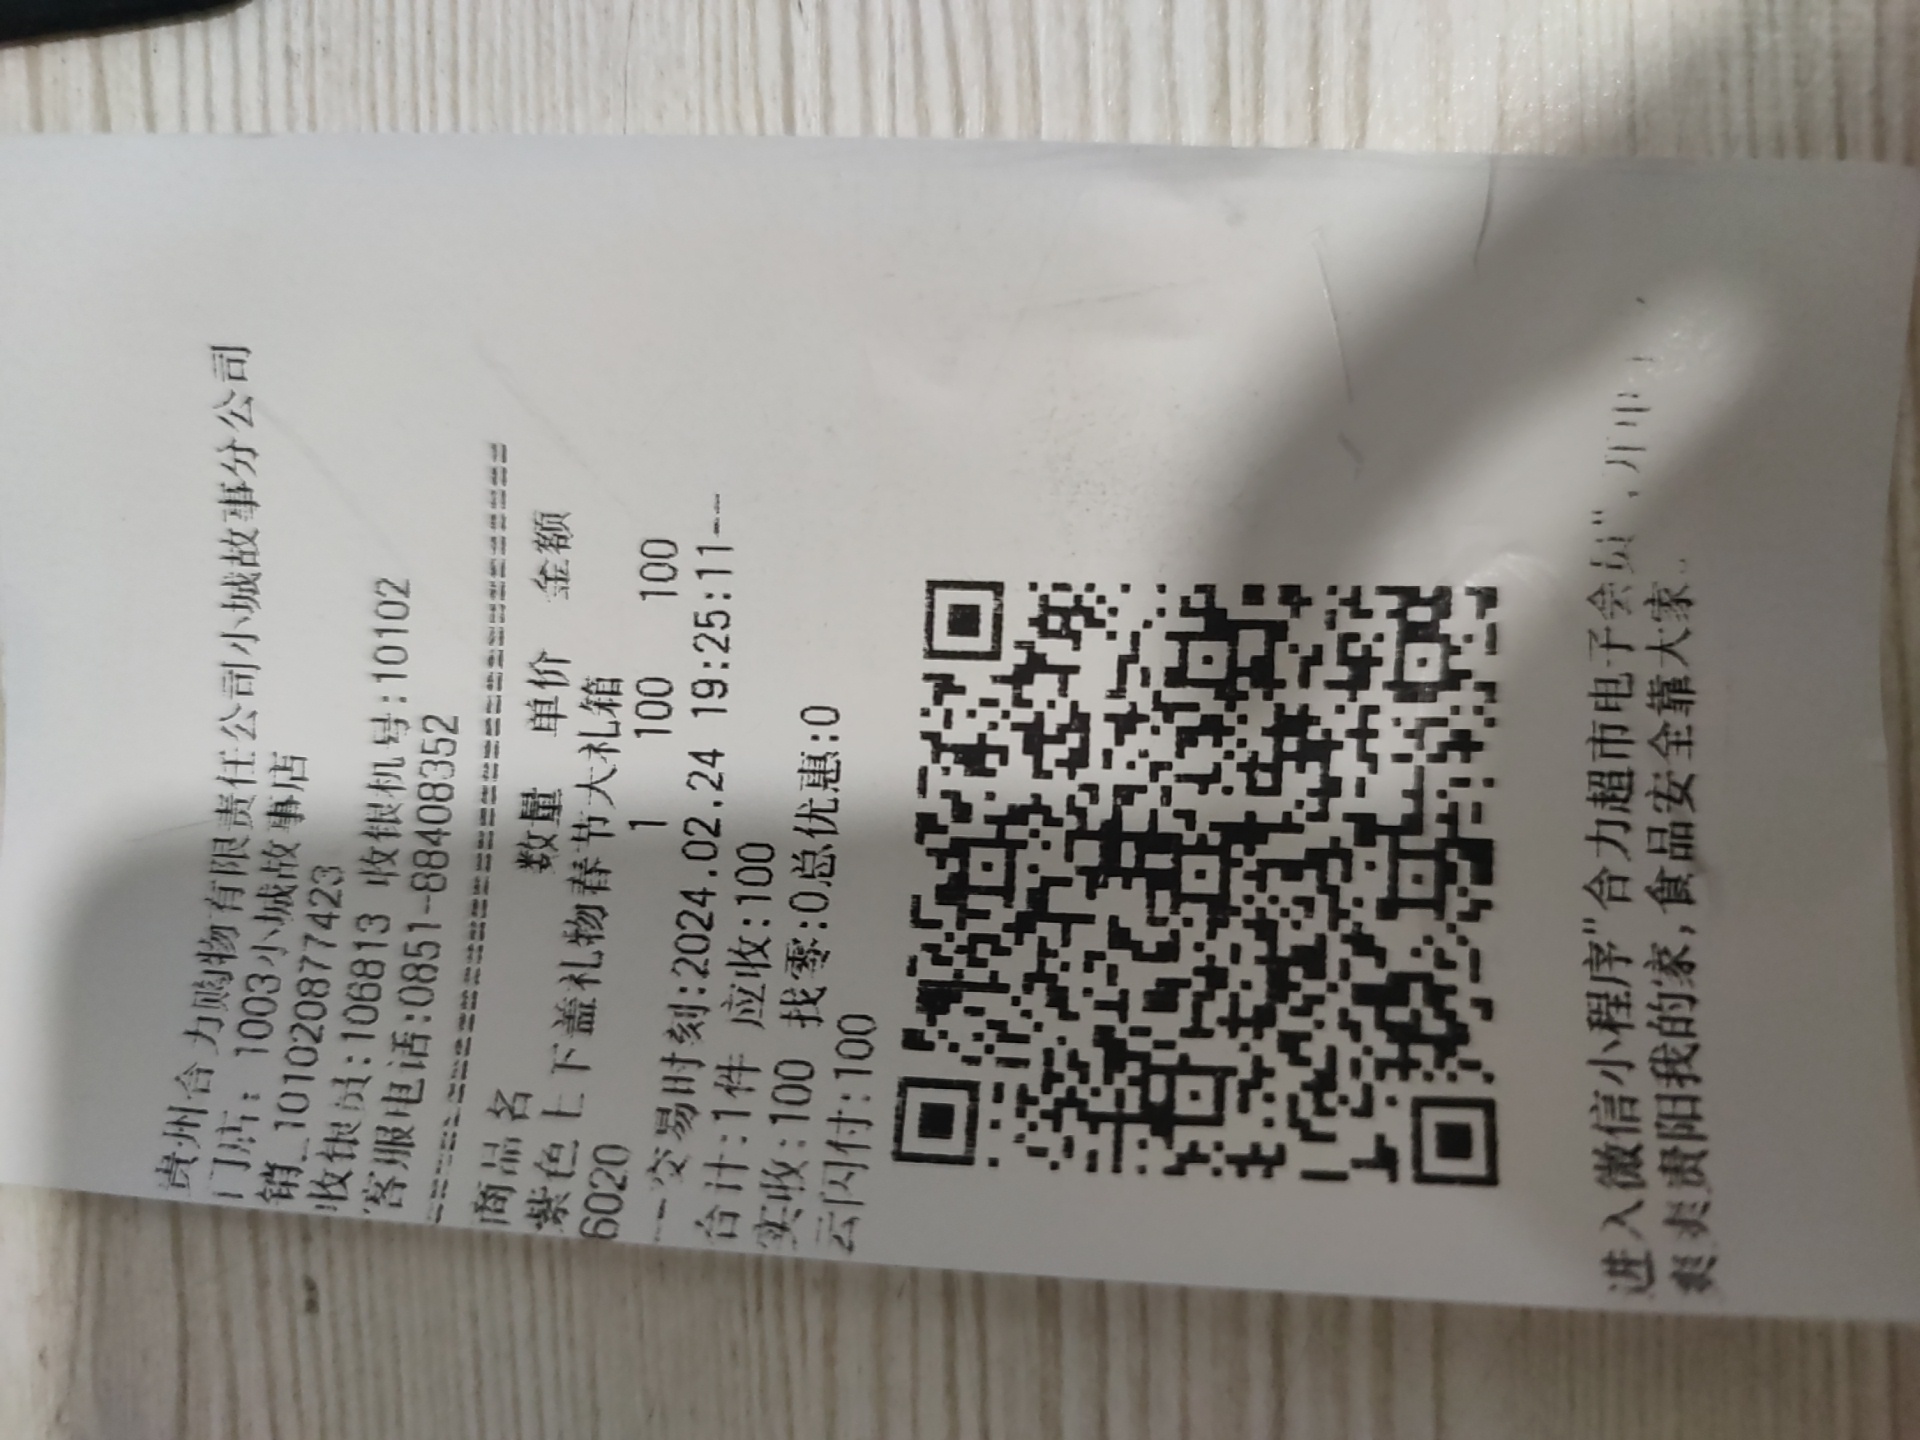 贵州合力购物有限责任公司小城故事分公司
门店: 1003小城故事店
销_101020877423
收银员:106813 收银机号:10102
客服电话:0851-88408352
==========================================
商品名 数量 单价 金额
紫色上下盖礼物春节大礼箱
6020 1 100 100
--交易时刻:2024.02.24 19:25:11--
合计:1件 应收:100
实收:100 找零:0总优惠:0
云闪付:100
进入微信小程序"合力超市电子会员",
爽爽贵阳我的家,食品安全靠大家。